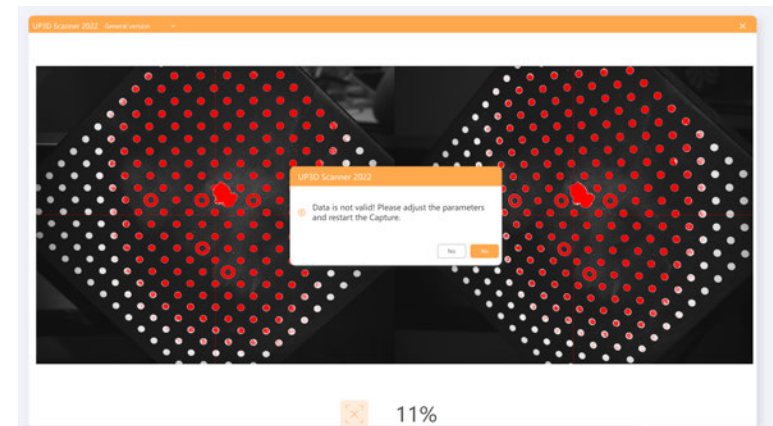 UP3D Scanner 2022 General version
UP3D Scanner 2022
Data is not valid! Please adjust the parameters
and restart the Capture.
No
11%